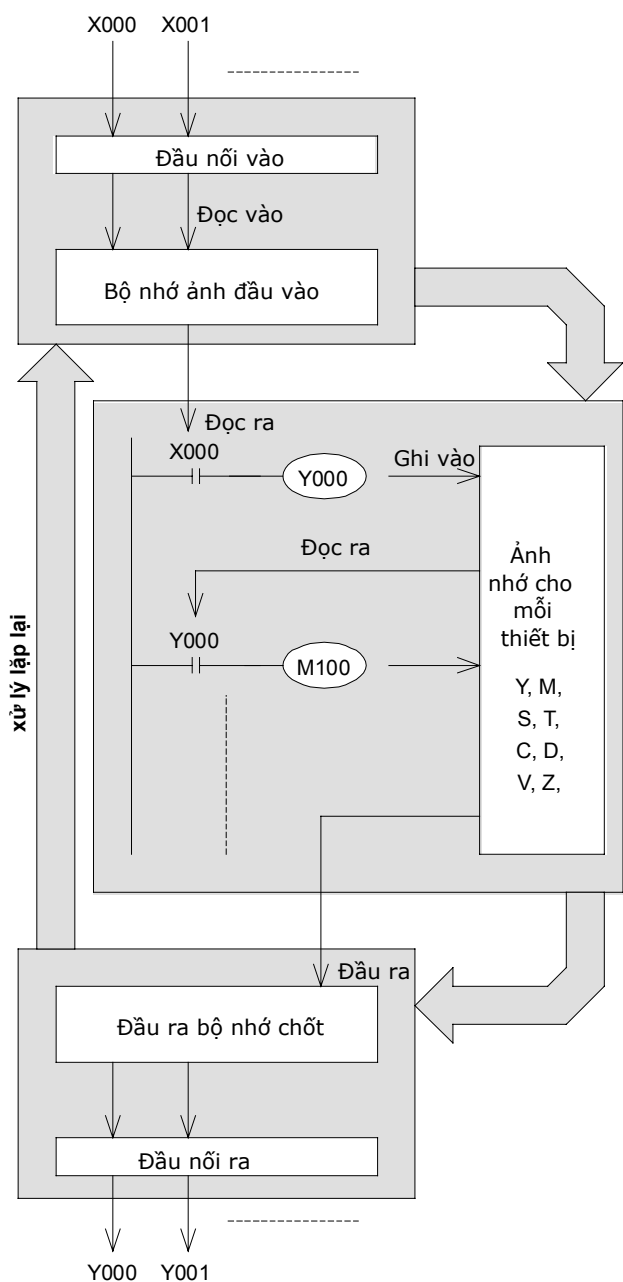 X000 X001
Đầu nối vào
Đọc vào
Bộ nhớ ảnh đầu vào
Đọc ra
X000
Y000
Ghi vào
Đọc ra
Y000
M100
Ảnh
nhớ cho
mỗi
thiết bị
Y, M,
S, T,
C, D,
V, Z,
xử lý lặp lại
Đầu ra
Đầu ra bộ nhớ chốt
Đầu nối ra
Y000 Y001